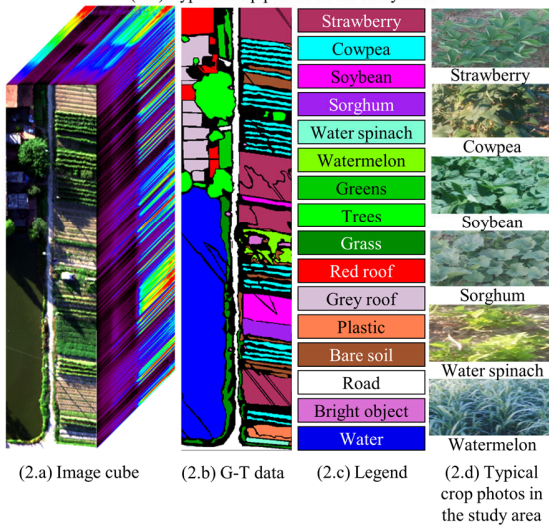 Strawberry
Cowpea
Soybean
Sorghum
Water spinach
Watermelon
Greens
Trees
Grass
Red roof
Grey roof
Plastic
Bare soil
Road
Bright object
Water
Strawberry
Cowpea
Soybean
Sorghum
Water spinach
Watermelon
(2.a) Image cube
(2.b) G-T data
(2.c) Legend
(2.d) Typical
crop photos in
the study area